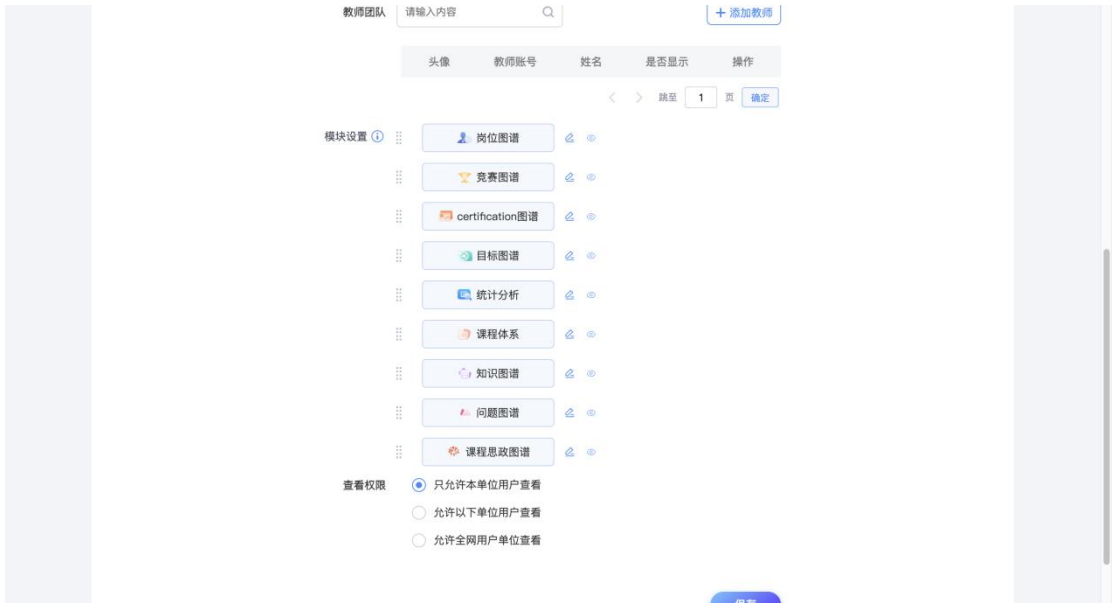 教师团队 请输入内容 添加教师
头像 教师账号 姓名 是否显示 操作
跳至 1 页 确定
模块设置 岗位图谱
竞赛图谱
certification图谱
目标图谱
统计分析
课程体系
知识图谱
问题图谱
课程思政图谱
查看权限 只允许本单位用户查看
允许以下单位用户查看
允许全网用户单位查看
保存